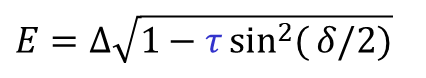 E = Δ√(1 − τ sin²( δ/2))